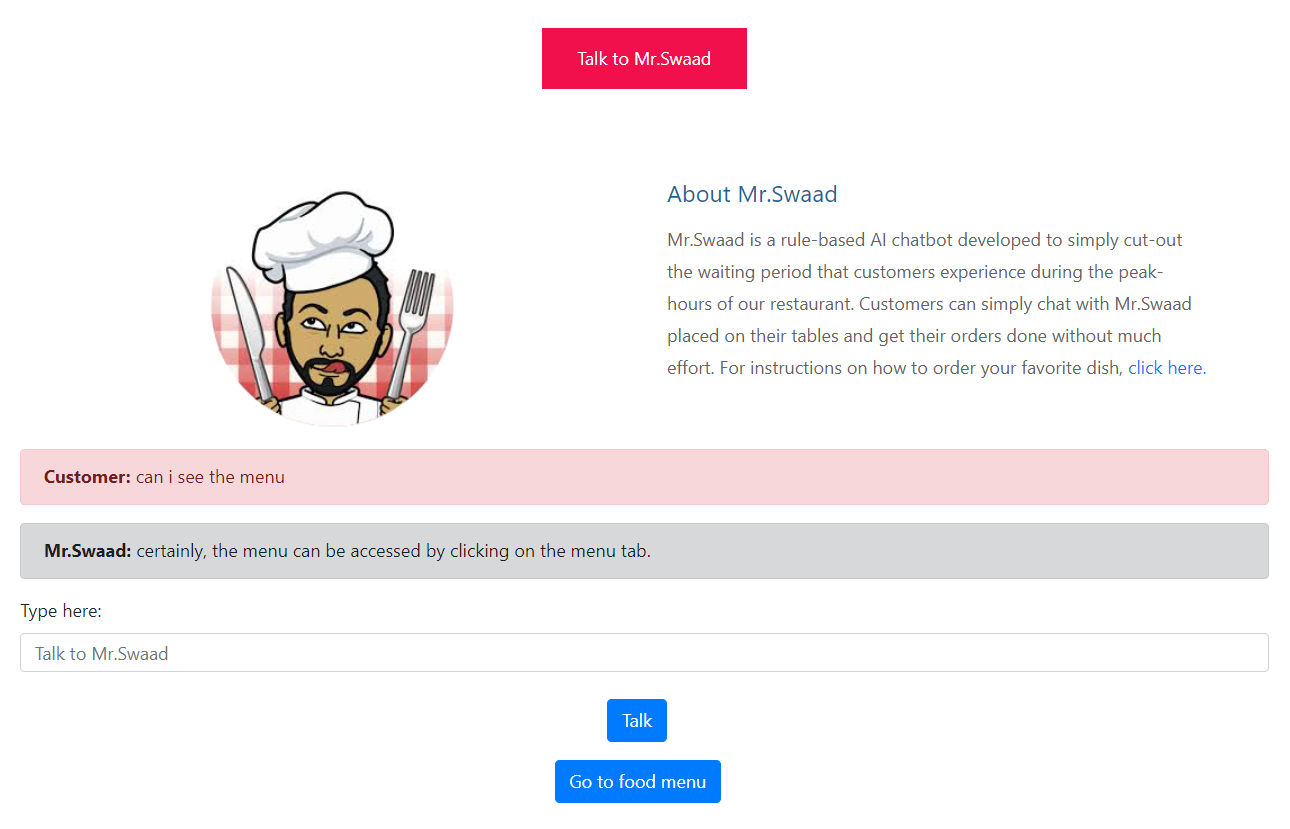 Talk to Mr.Swaad
About Mr.Swaad
Mr.Swaad is a rule-based AI chatbot developed to simply cut-out
the waiting period that customers experience during the peak-
hours of our restaurant. Customers can simply chat with Mr.Swaad
placed on their tables and get their orders done without much
effort. For instructions on how to order your favorite dish, click here.
Customer: can i see the menu
Mr.Swaad: certainly, the menu can be accessed by clicking on the menu tab.
Type here:
Talk to Mr.Swaad
Talk
Go to food menu